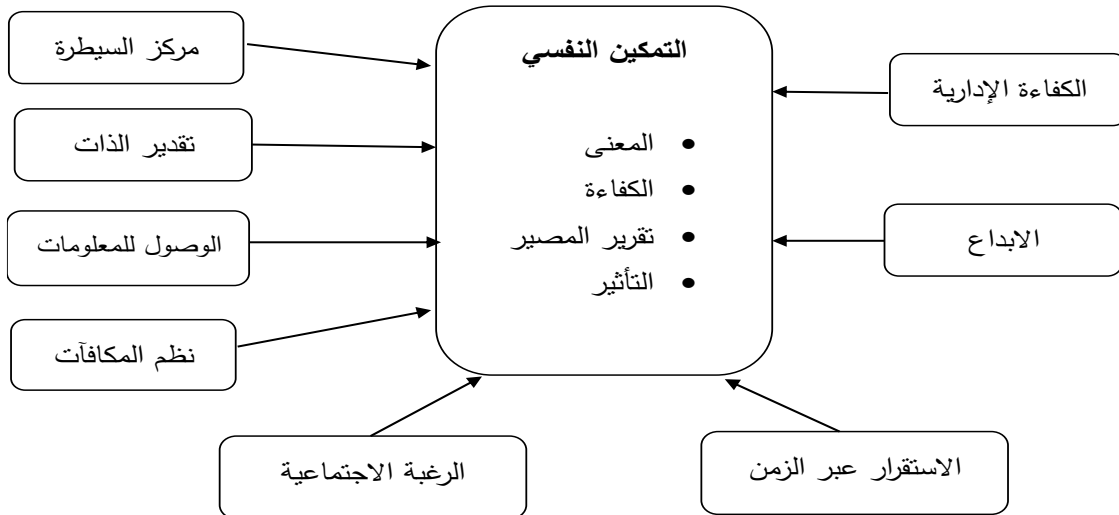 التمكين النفسي
المعنى
الكفاءة
تقرير المصير
التأثير
مركز السيطرة
تقدير الذات
الوصول للمعلومات
نظم المكافآت
الكفاءة الإدارية
الابداع
الرغبة الاجتماعية
الاستقرار عبر الزمن